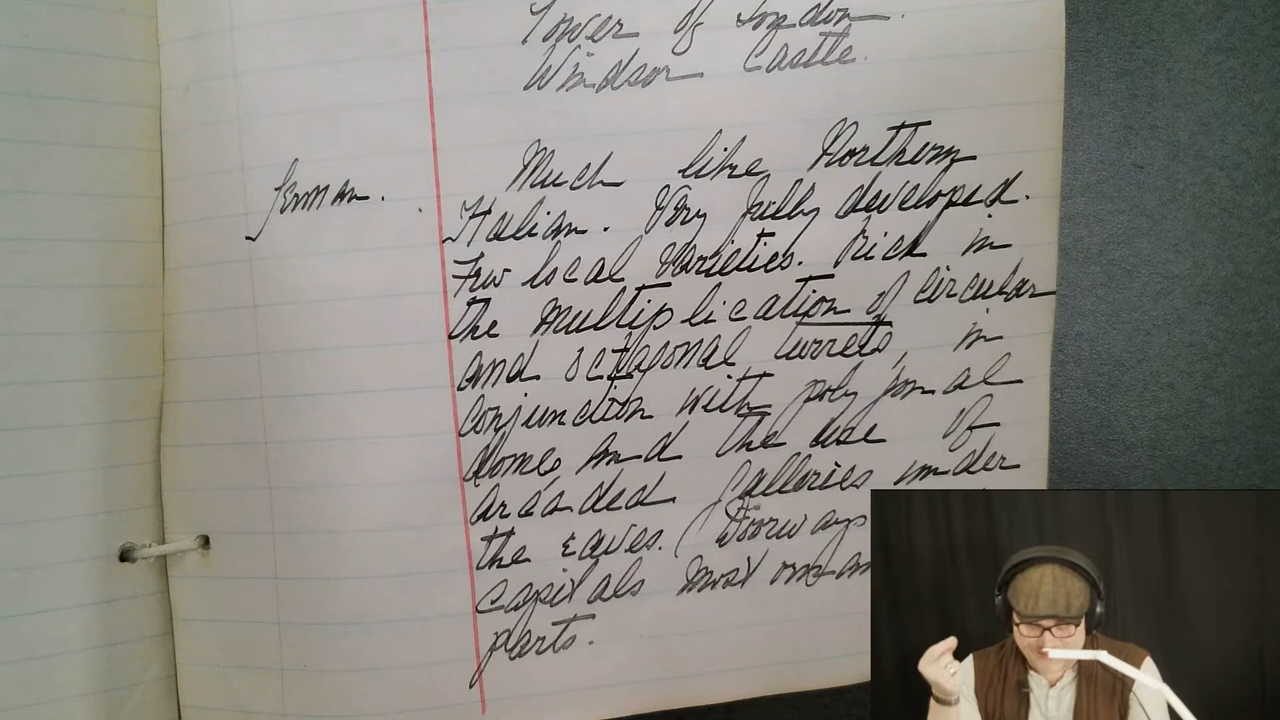 Tower of London.
Windsor Castle.
German.
Much like Northern
Italian. Very fully developed.
Few local varieties. Rich in
the multiplication of circular
and octagonal turrets, in
conjunction with polygonal
domes and the use of
arcaded galleries under
the eaves. (Doorways
capitals most
parts.